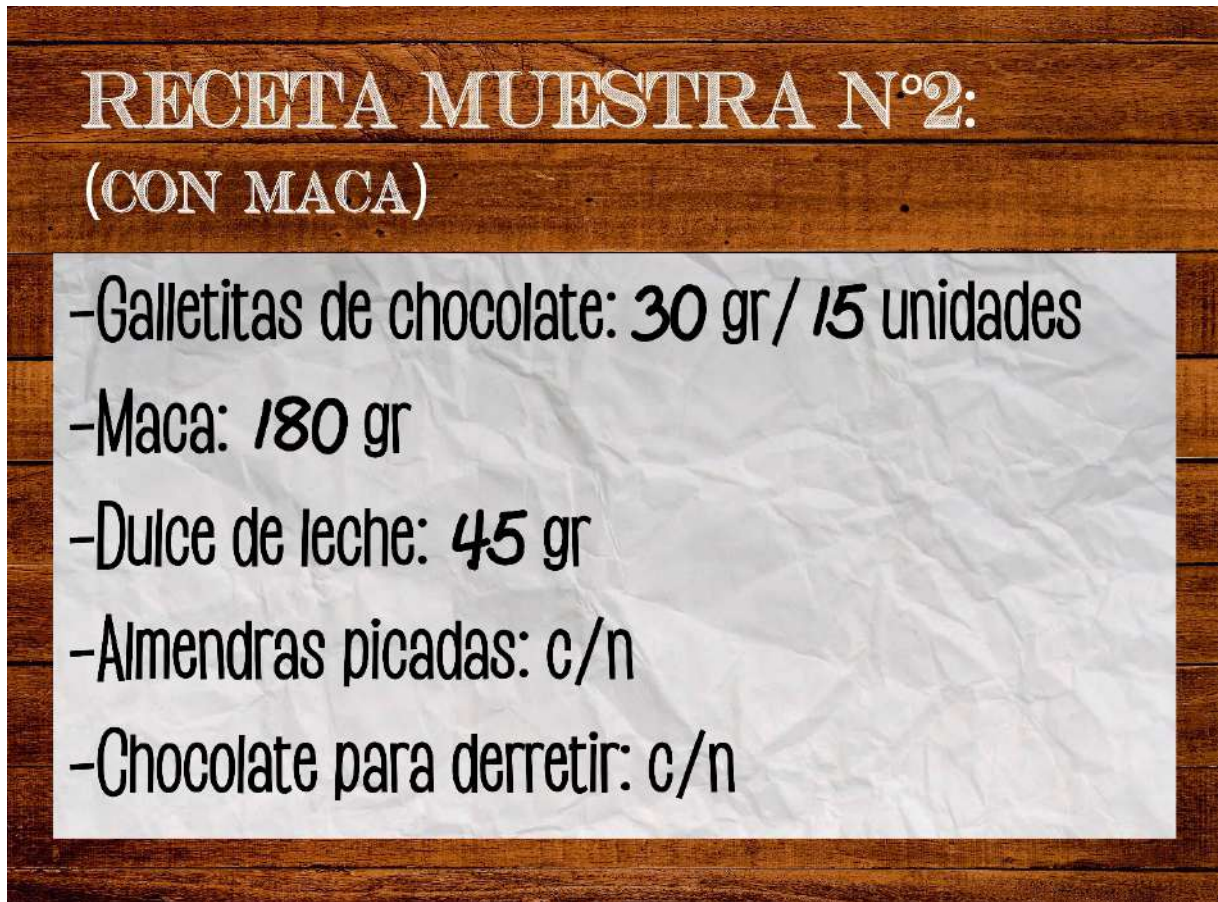 RECETA MUESTRA N°2:
(CON MACA)
-Galletitas de chocolate: 30 gr/ 15 unidades
-Maca: 180 gr
-Dulce de leche: 45 gr
-Almendras picadas: c/n
-Chocolate para derretir: c/n